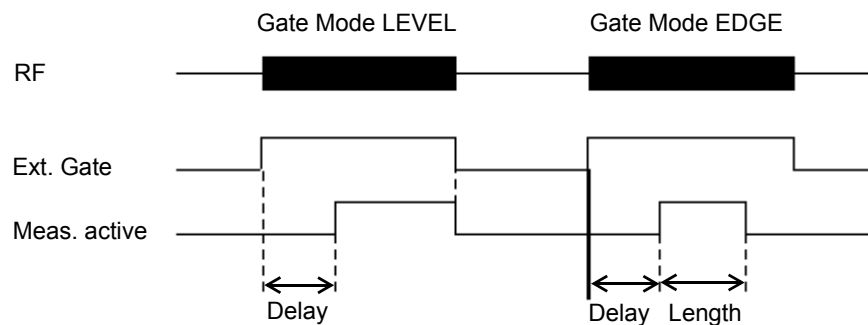 Gate Mode LEVEL Gate Mode EDGE
RF
Ext. Gate
Meas. active
Delay Delay Length